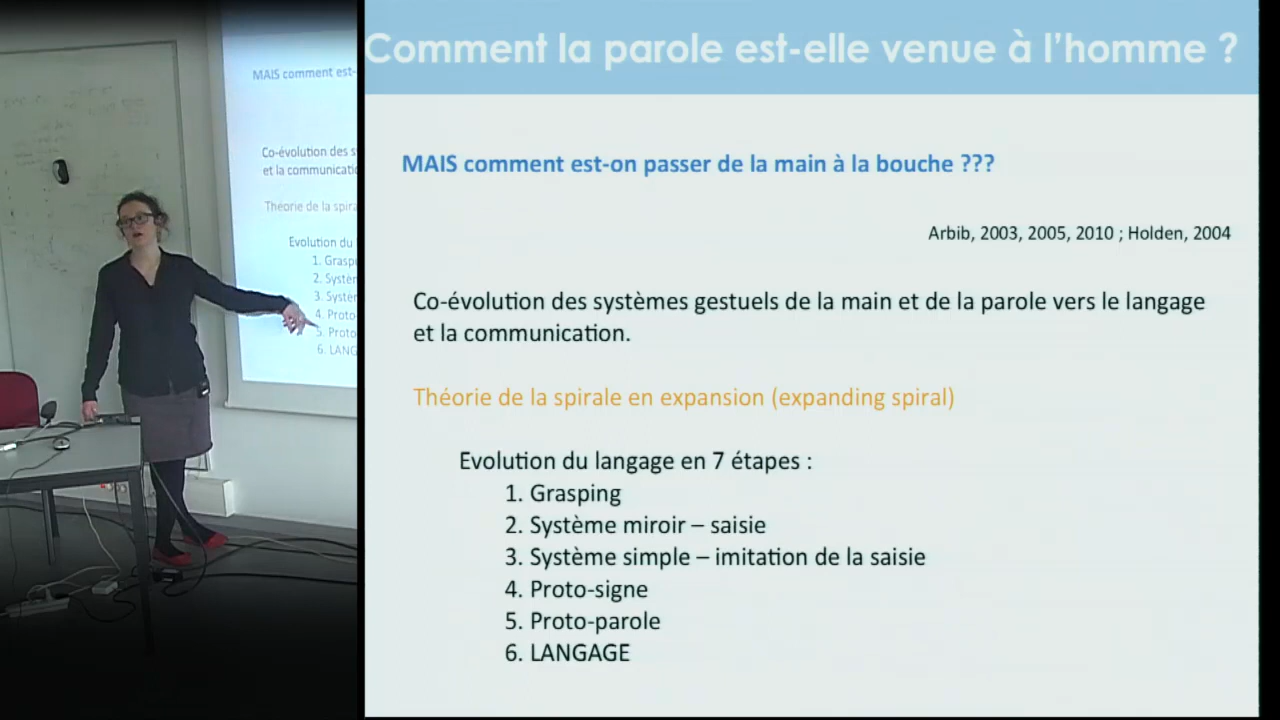 Comment la parole est-elle venue à l'homme ?
MAIS comment est-on passer de la main à la bouche ???
Arbib, 2003, 2005, 2010 ; Holden, 2004
Co-évolution des systèmes gestuels de la main et de la parole vers le langage
et la communication.
Théorie de la spirale en expansion (expanding spiral)
Evolution du langage en 7 étapes :
1. Grasping
2. Système miroir – saisie
3. Système simple – imitation de la saisie
4. Proto-signe
5. Proto-parole
6. LANGAGE
MAIS comment est-
Co-évolution des s
et la communicatio
Théorie de la spira
Evolution du
1. Graspi
2. Systèm
3. Systèm
4. Proto-
5. Proto-
6. LANG